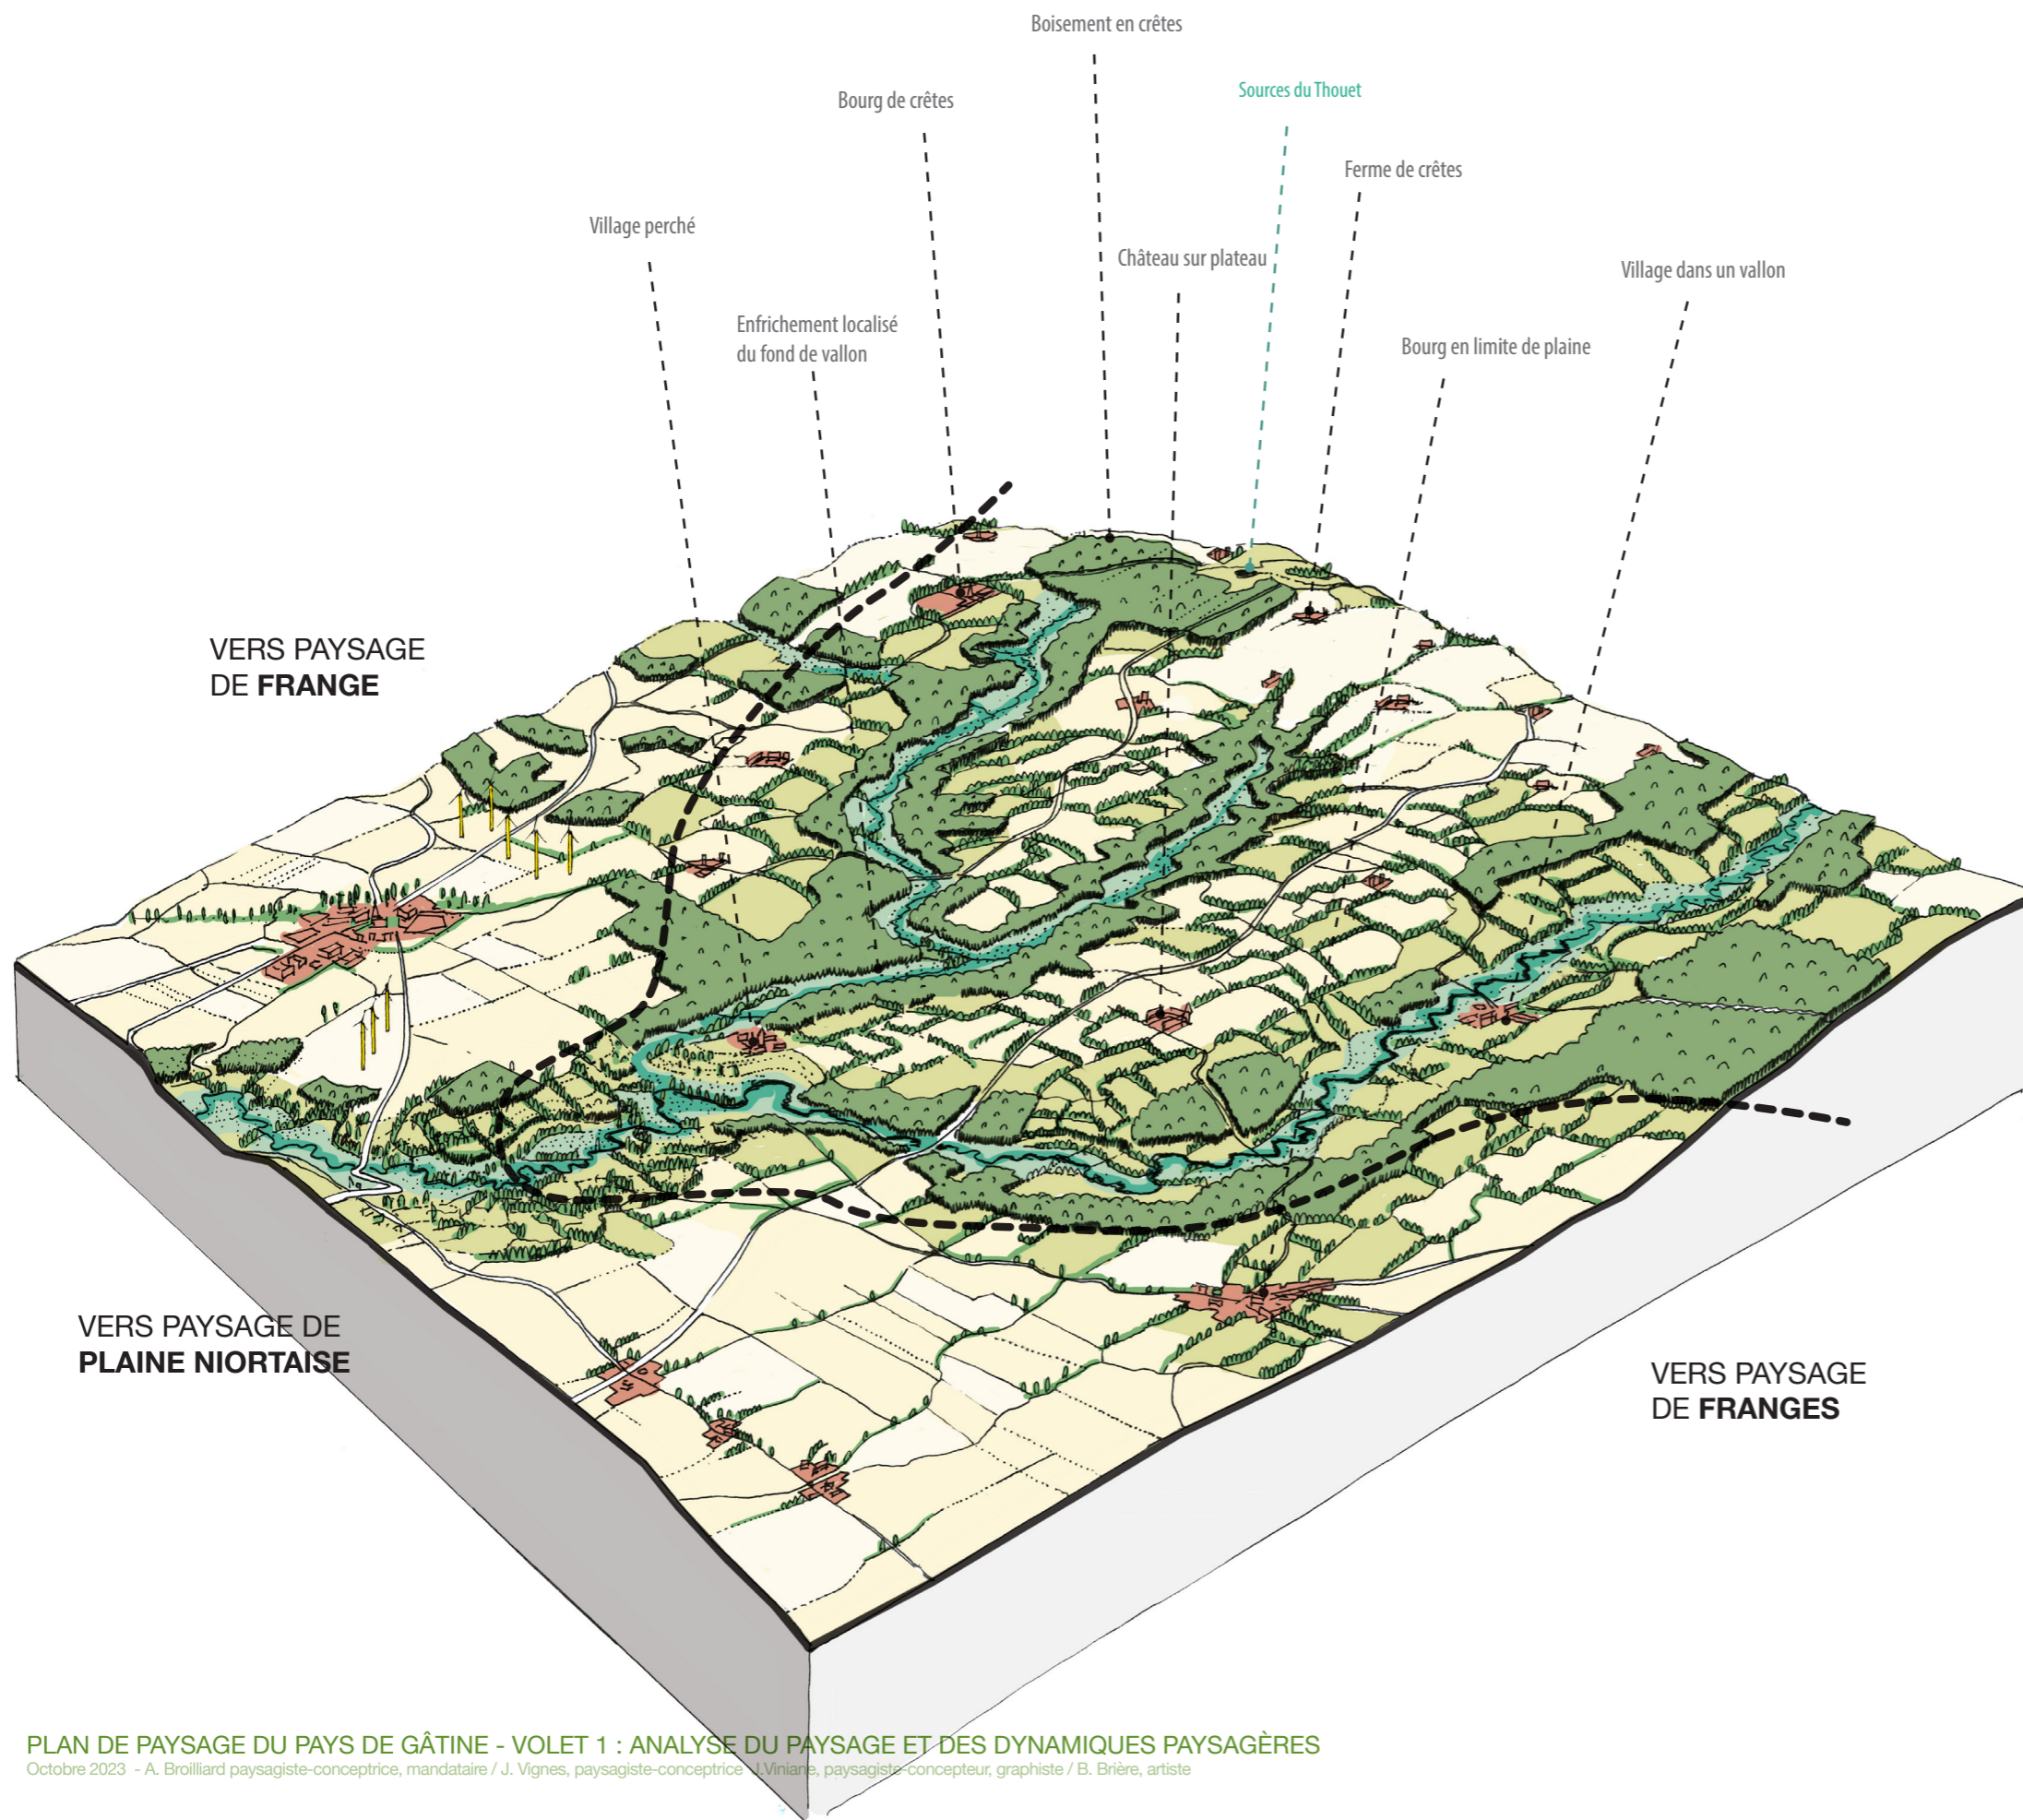 Boisement en crêtes
Sources du Thouet
Bourg de crêtes
Ferme de crêtes
Village perché
Château sur plateau
Village dans un vallon
Enfrichement localisé
du fond de vallon
Bourg en limite de plaine
VERS PAYSAGE
DE FRANGE
VERS PAYSAGE DE
PLAINE NIORTAISE
VERS PAYSAGE
DE FRANGES
PLAN DE PAYSAGE DU PAYS DE GÂTINE - VOLET 1 : ANALYSE DU PAYSAGE ET DES DYNAMIQUES PAYSAGÈRES
Octobre 2023 - A. Broilliard paysagiste-conceptrice, mandataire / J. Vignes, paysagiste-conceptrice J.Viniane, paysagiste-concepteur, graphiste / B. Brière, artiste